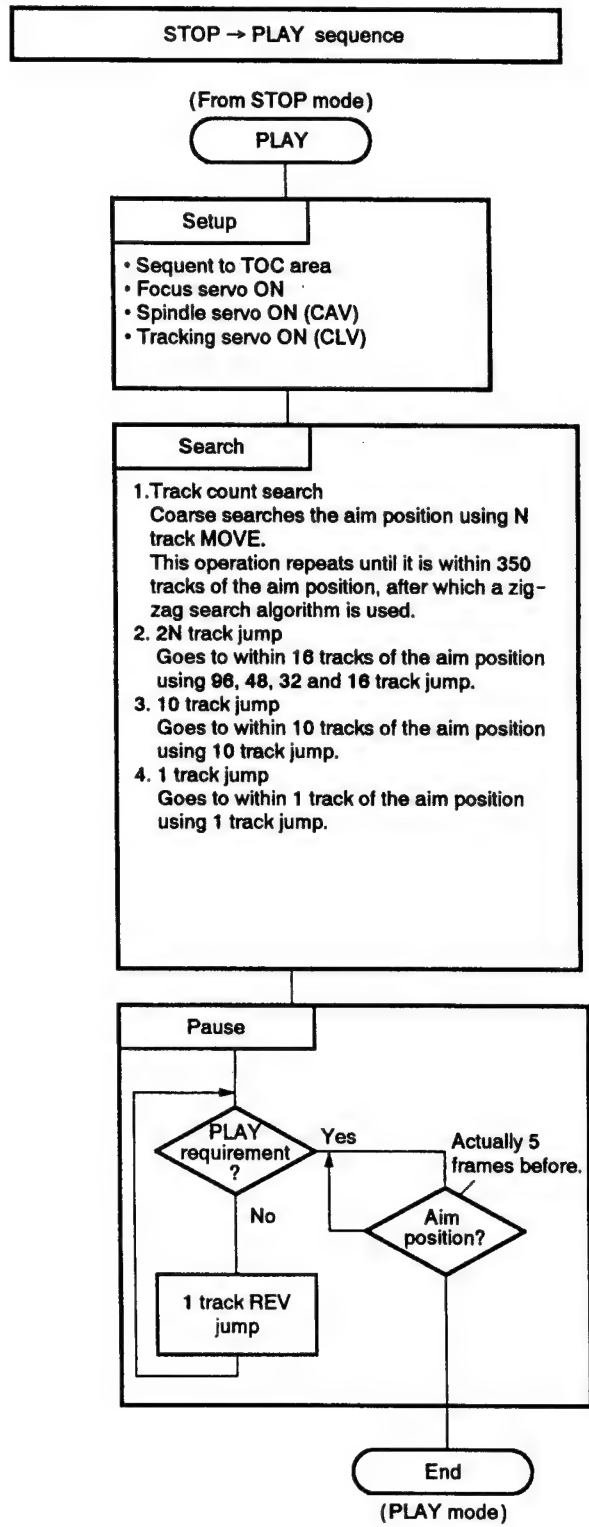 STOP → PLAY sequence
(From STOP mode)
PLAY
Setup
• Sequent to TOC area
• Focus servo ON
• Spindle servo ON (CAV)
• Tracking servo ON (CLV)
Search
1.Track count search
Coarse searches the aim position using N
track MOVE.
This operation repeats until it is within 350
tracks of the aim position, after which a zig-
zag search algorithm is used.
2. 2N track jump
Goes to within 16 tracks of the aim position
using 96, 48, 32 and 16 track jump.
3. 10 track jump
Goes to within 10 tracks of the aim position
using 10 track jump.
4. 1 track jump
Goes to within 1 track of the aim position
using 1 track jump.
Pause
PLAY
requirement
?
Yes
Actually 5
frames before.
No
Aim
position?
1 track REV
jump
End
(PLAY mode)